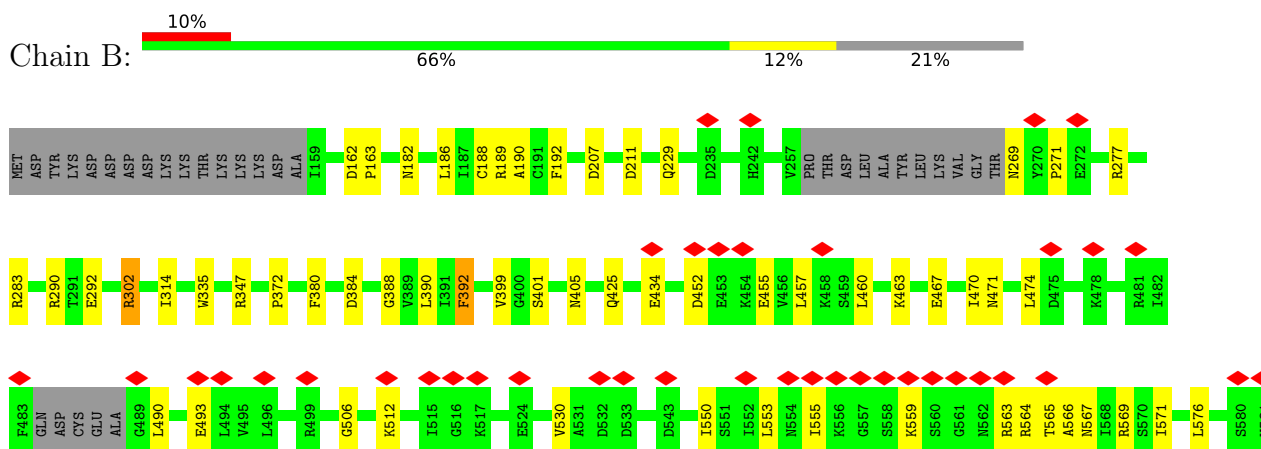 10%
Chain B:
66% 12% 21%
MET ASP TYR LYS ASP ASP ASP ASP LYS LYS THR LYS LYS LYS ASP ALA I159 D162 P163 N182 L186 I187 C188 R189 A190 C191 F192 D207 D211 Q229 D235 H242 V257 PRO THR ASP LEU ALA TYR LEU LYS VAL GLY THR N269 Y270 P271 E272 R277
R283 R290 T291 E292 R302 I314 W335 R347 P372 F380 D384 G388 V389 L390 I391 F392 V399 G400 S401 N405 Q425 E434 D452 E453 K454 E455 V456 L457 K458 S459 L460 K463 E467 I470 N471 L474 D475 K478 R481 I482
F483 GLN ASP CYS GLU ALA G489 L490 E493 L494 V495 L496 R499 G506 K512 I515 G516 K517 E524 V530 A531 D532 D533 D543 I550 S551 I552 L553 N554 I555 K556 G557 S558 K559 S560 G561 N562 R563 R564 T565 A566 N567 I568 R569 S570 I571 L576 S580